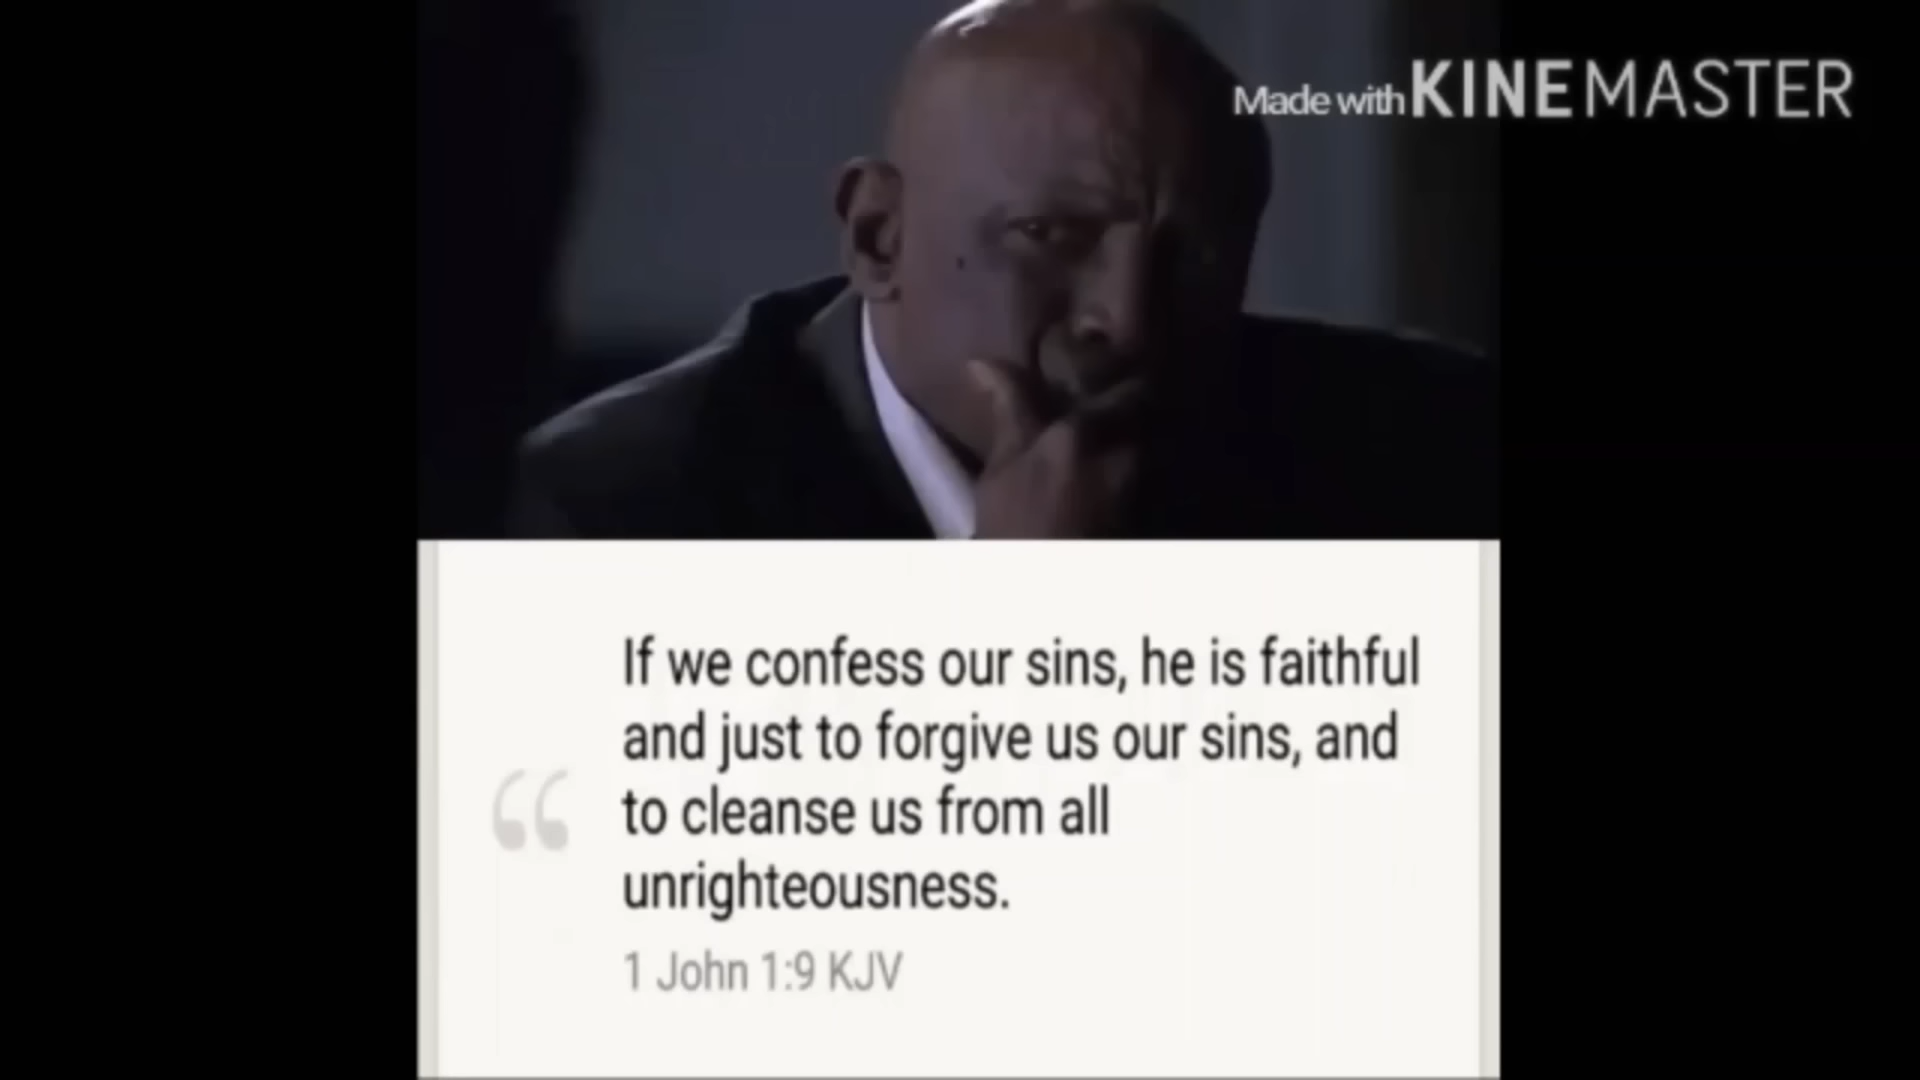 Made with KINEMASTER
If we confess our sins, he is faithful
and just to forgive us our sins, and
to cleanse us from all
unrighteousness.
1 John 1:9 KJV